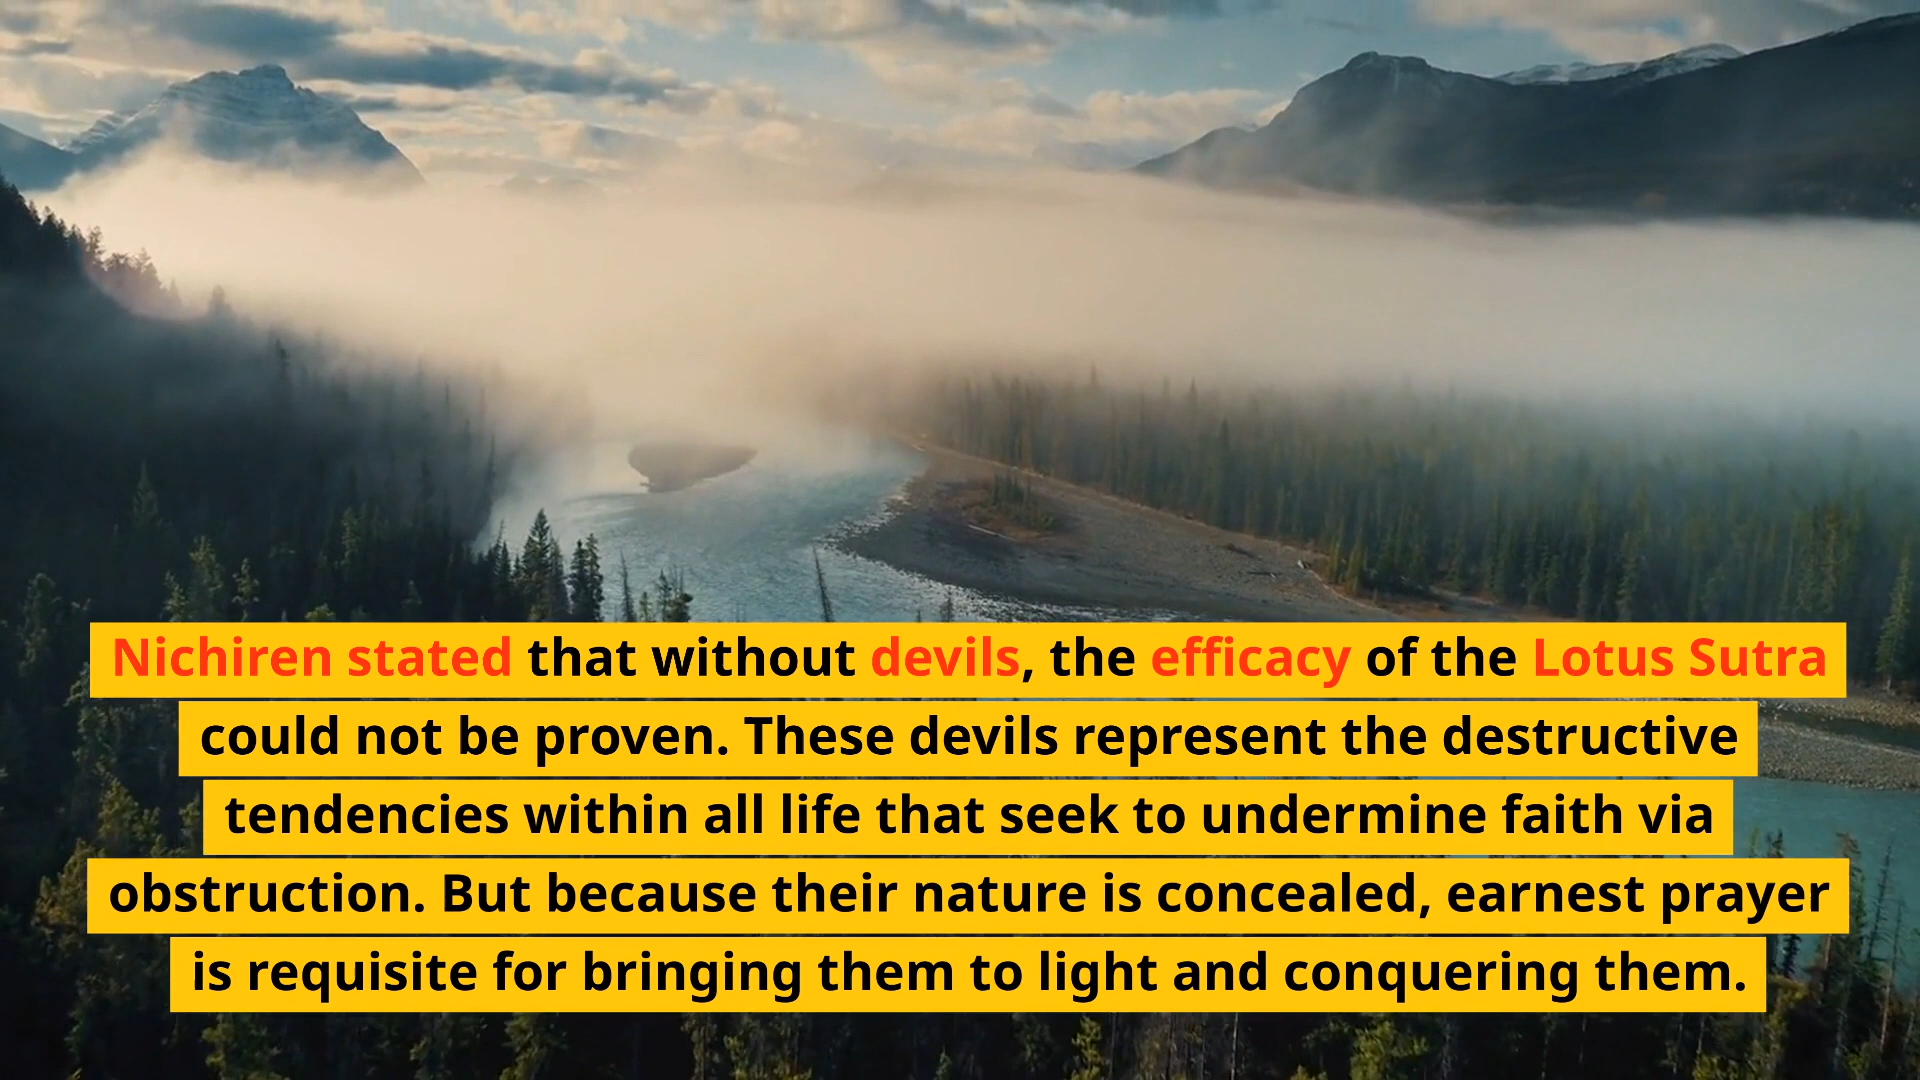 Nichiren stated that without devils, the efficacy of the Lotus Sutra
could not be proven. These devils represent the destructive
tendencies within all life that seek to undermine faith via
obstruction. But because their nature is concealed, earnest prayer
is requisite for bringing them to light and conquering them.